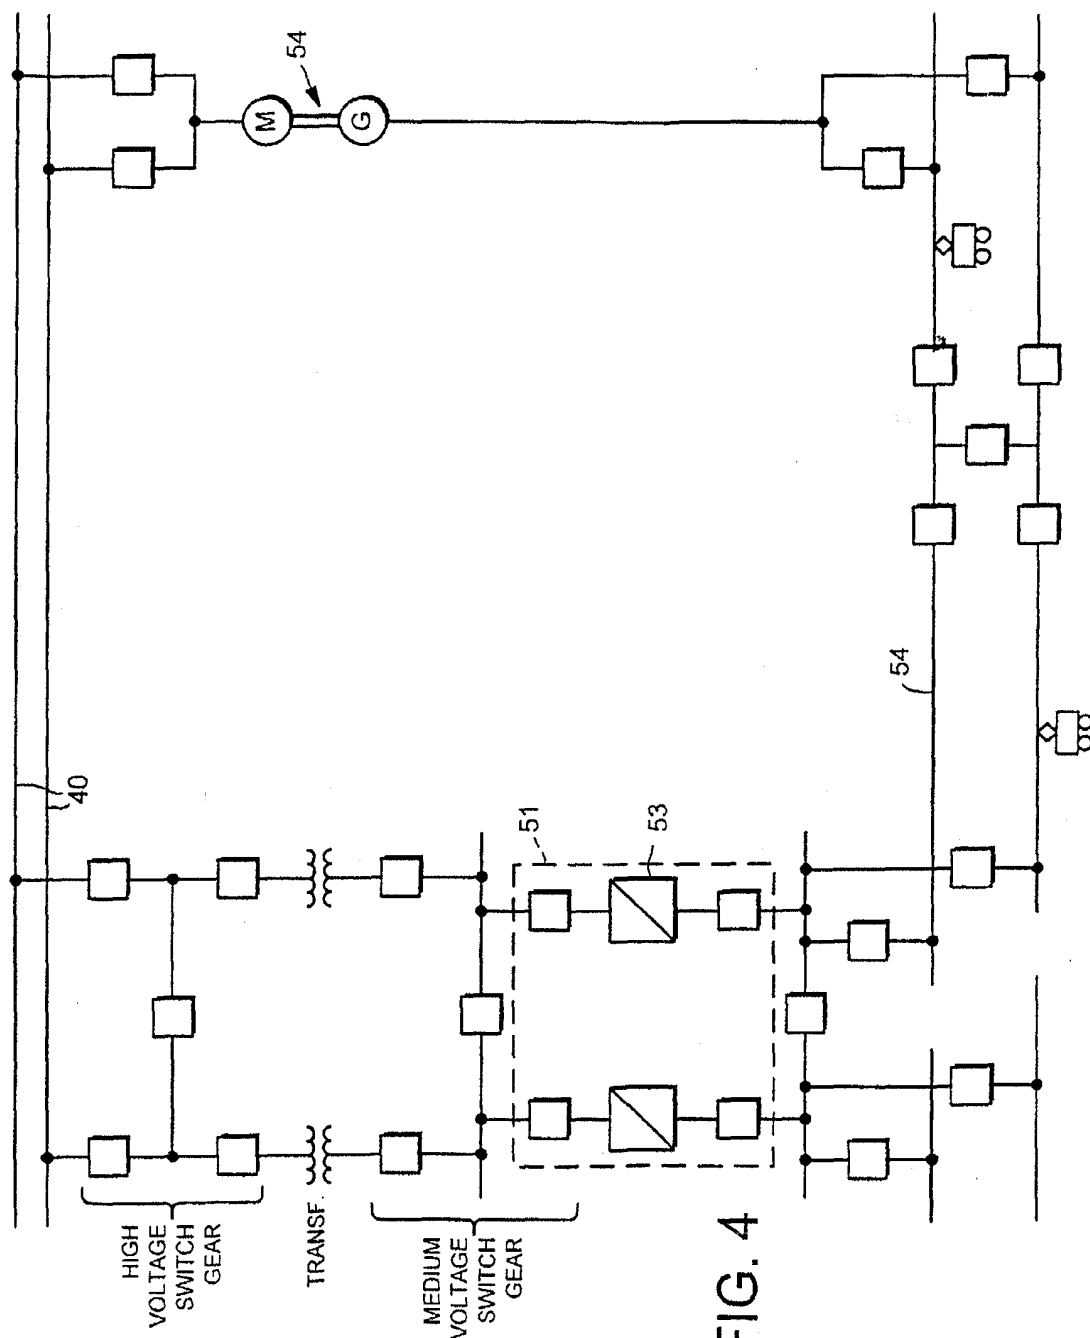 54
M
G
40
54
51
53
HIGH
VOLTAGE
SWITCH
GEAR
TRANSF.
MEDIUM
VOLTAGE
SWITCH
GEAR
FIG. 4